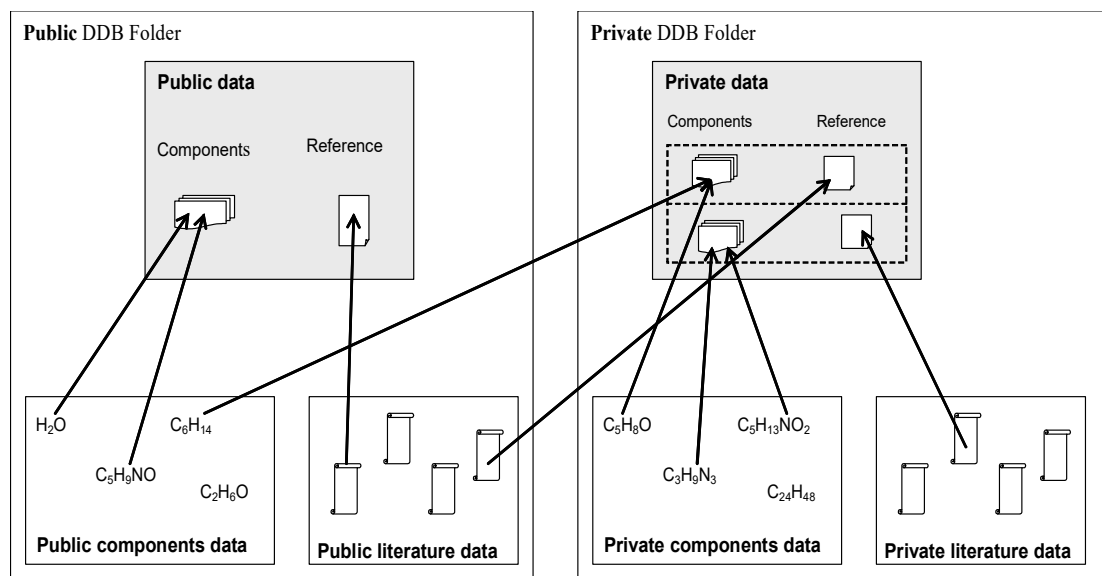 Public DDB Folder
Public data
Components
Reference
H₂O
C₆H₁₄
C₅H₉NO
C₂H₆O
Public components data
Public literature data
Private DDB Folder
Private data
Components
Reference
C₅H₈O
C₅H₁₃NO₂
C₃H₉N₃
C₂₄H₄₈
Private components data
Private literature data